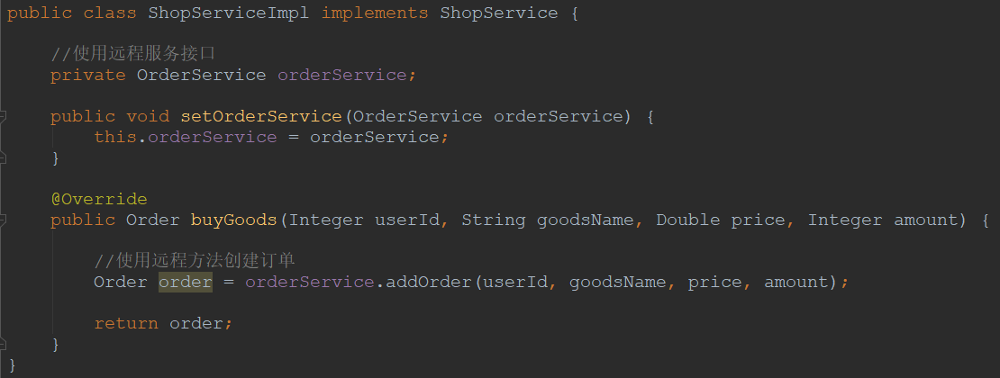 public class ShopServiceImpl implements ShopService {
//使用远程服务接口
private OrderService orderService;
public void setOrderService(OrderService orderService) {
this.orderService = orderService;
}
@Override
public Order buyGoods(Integer userId, String goodsName, Double price, Integer amount) {
//使用远程方法创建订单
Order order = orderService.addOrder(userId, goodsName, price, amount);
return order;
}
}